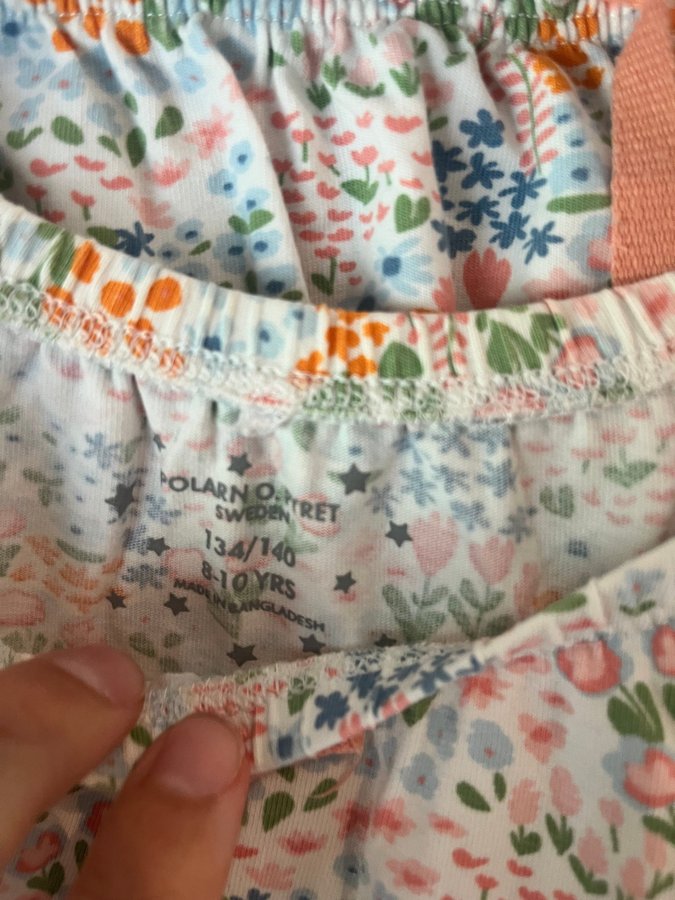 POLARN O. PYRET
SWEDEN
134/140
8-10 YRS
MADE IN BANGLADESH